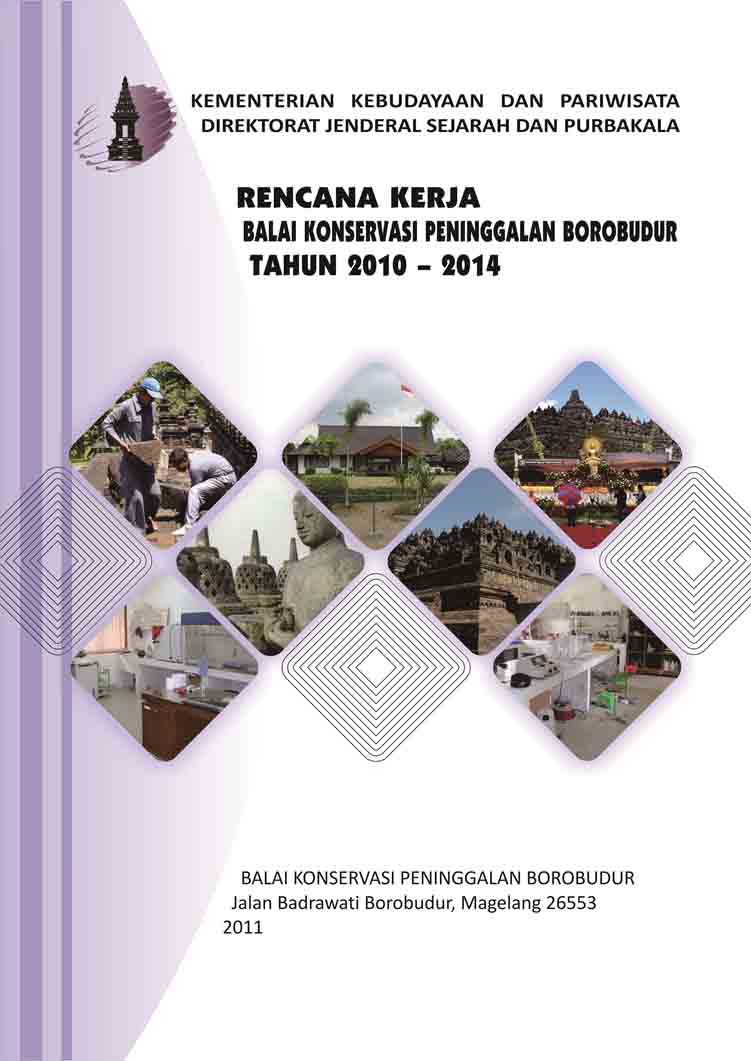 KEMENTERIAN KEBUDAYAAN DAN PARIWISATA
DIREKTORAT JENDERAL SEJARAH DAN PURBAKALA
RENCANA KERJA
BALAI KONSERVASI PENINGGALAN BOROBUDUR
TAHUN 2010 – 2014
BALAI KONSERVASI PENINGGALAN BOROBUDUR
Jalan Badrawati Borobudur, Magelang 26553
2011